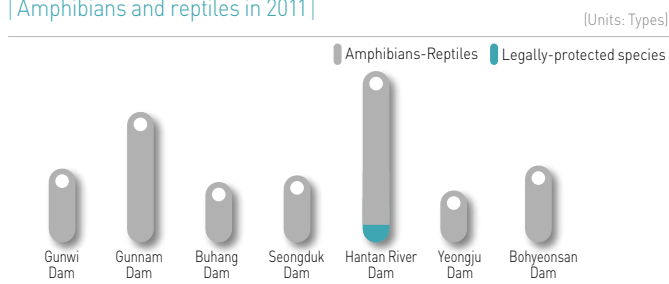 | Amphibians and reptiles in 2011 |
(Units: Types)
Amphibians-Reptiles Legally-protected species
Gunwi Dam
Gunnam Dam
Buhang Dam
Seongduk Dam
Hantan River Dam
Yeongju Dam
Bohyeonsan Dam